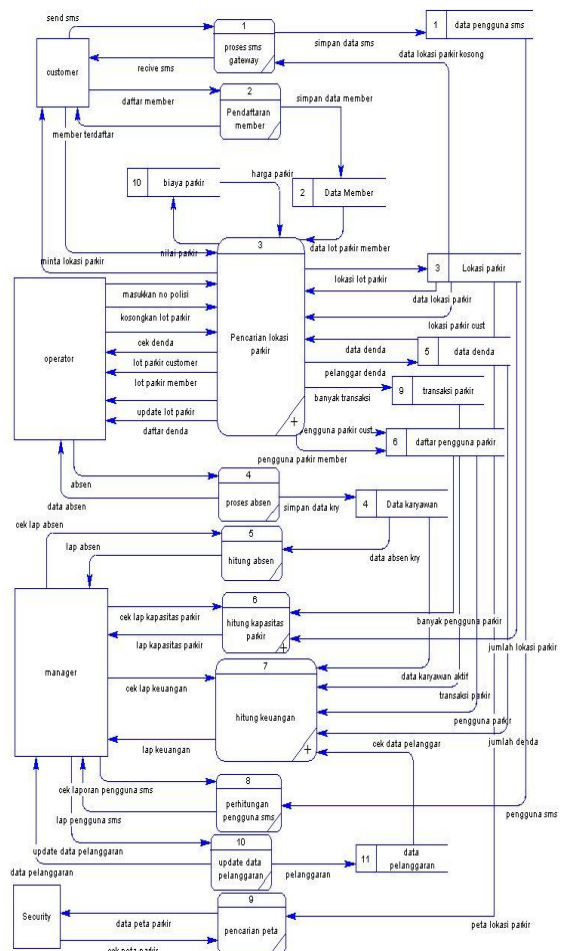 send sms
1
proses sms
gateway
1
data pengguna sms
simpan data sms
customer
recive sms
data lokasi parkir kosong
2
daftar member
Pendaftaran
member
simpan data member
member terdaftar
10
biaya parkir
harga parkir
2
Data Member
3
minta lokasi parkir
nilai parkir
data lot parkir member
3
Lokasi parkir
lokasi lot parkir
masukkan no polisi
data lokasi parkir
kosongkan lot parkir
lokasi parkir cust
operator
cek denda
Pencarian lokasi
parkir
data denda
5
data denda
lot parkir customer
pelanggar denda
lot parkir member
9
transaksi parkir
banyak transaksi
update lot parkir
daftar denda
pengguna parkir cust
6
daftar pengguna parkir
pengguna parkir member
4
absen
proses absen
data absen
simpan data kry
4
Data karyawan
cek lap absen
5
lap absen
hitung absen
data absen kry
6
cek lap kapasitas parkir
hitung kapasitas
parkir
banyak pengguna parkir
lap kapasitas parkir
jumlah lokasi parkir
7
manager
data karyawan aktif
cek lap keuangan
transaksi parkir
hitung keuangan
pengguna parkir
lap keuangan
jumlah denda
cek data pelanggar
8
cek laporan pengguna sms
perhitungan
pengguna sms
pengguna sms
lap pengguna sms
10
update data pelanggaran
update data
pelanggaran
11
data
pelanggaran
data pelanggaran
pelanggaran
9
Security
data peta parkir
pencarian peta
peta lokasi parkir
cek peta parkir